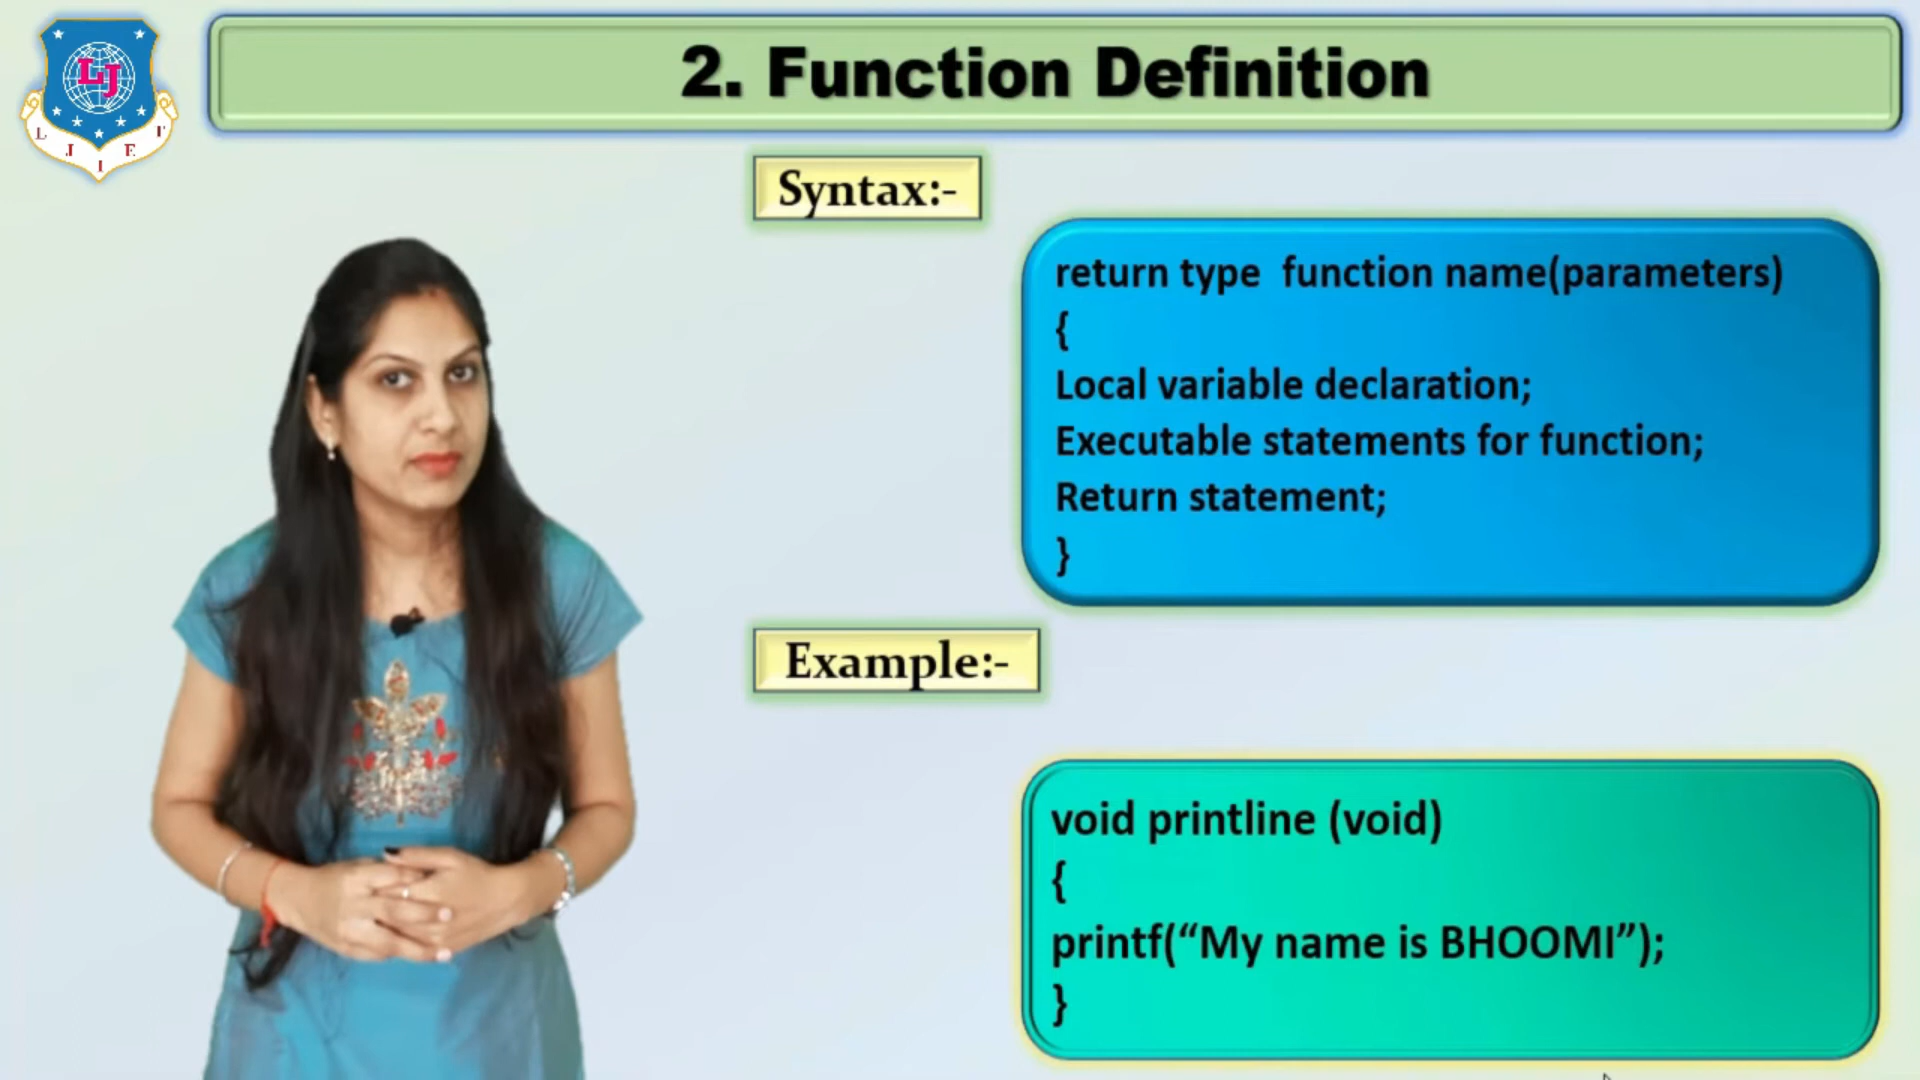 LJ
L J I E T
2. Function Definition
Syntax:-
return type function name(parameters)
{
Local variable declaration;
Executable statements for function;
Return statement;
}
Example:-
void printline (void)
{
printf(“My name is BHOOMI”);
}